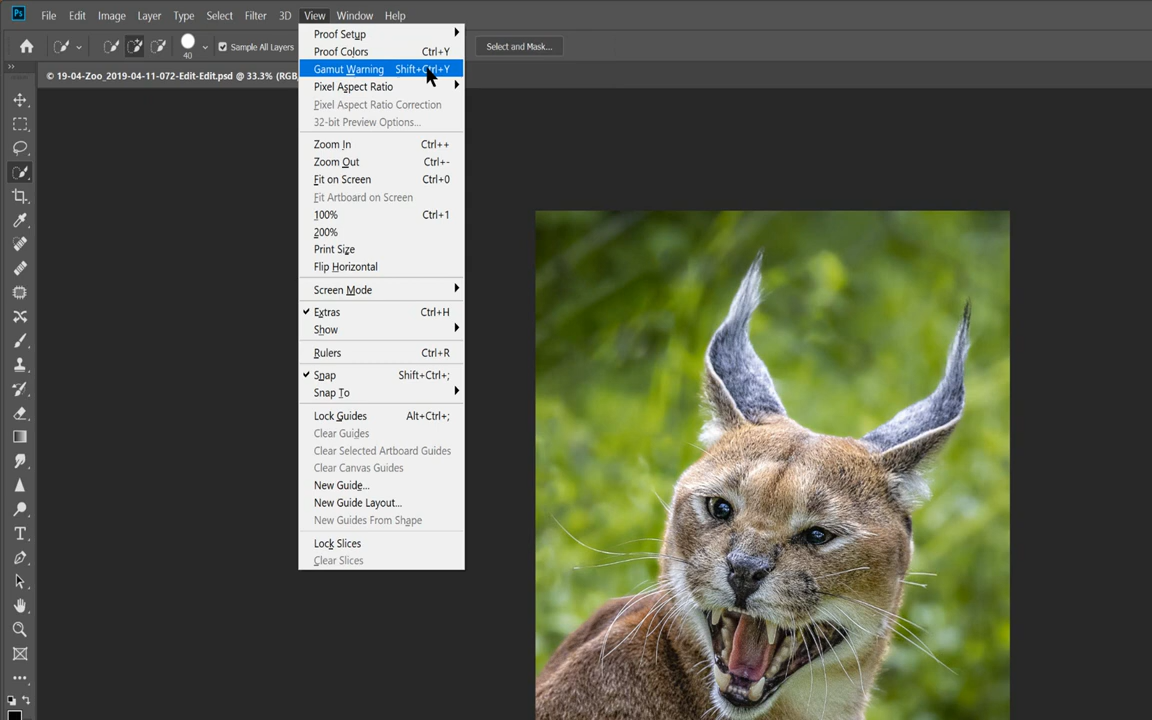 Ps File Edit Image Layer Type Select Filter 3D View Window Help
40 Sample All Layers Select and Mask...
© 19-04-Zoo_2019-04-11-072-Edit-Edit.psd @ 33.3% (RGB
Proof Setup
Proof Colors Ctrl+Y
Gamut Warning Shift+Ctrl+Y
Pixel Aspect Ratio
Pixel Aspect Ratio Correction
32-bit Preview Options...
Zoom In Ctrl++
Zoom Out Ctrl+-
Fit on Screen Ctrl+0
Fit Artboard on Screen
100% Ctrl+1
200%
Print Size
Flip Horizontal
Screen Mode
Extras Ctrl+H
Show
Rulers Ctrl+R
Snap Shift+Ctrl+;
Snap To
Lock Guides Alt+Ctrl+;
Clear Guides
Clear Selected Artboard Guides
Clear Canvas Guides
New Guide...
New Guide Layout...
New Guides From Shape
Lock Slices
Clear Slices